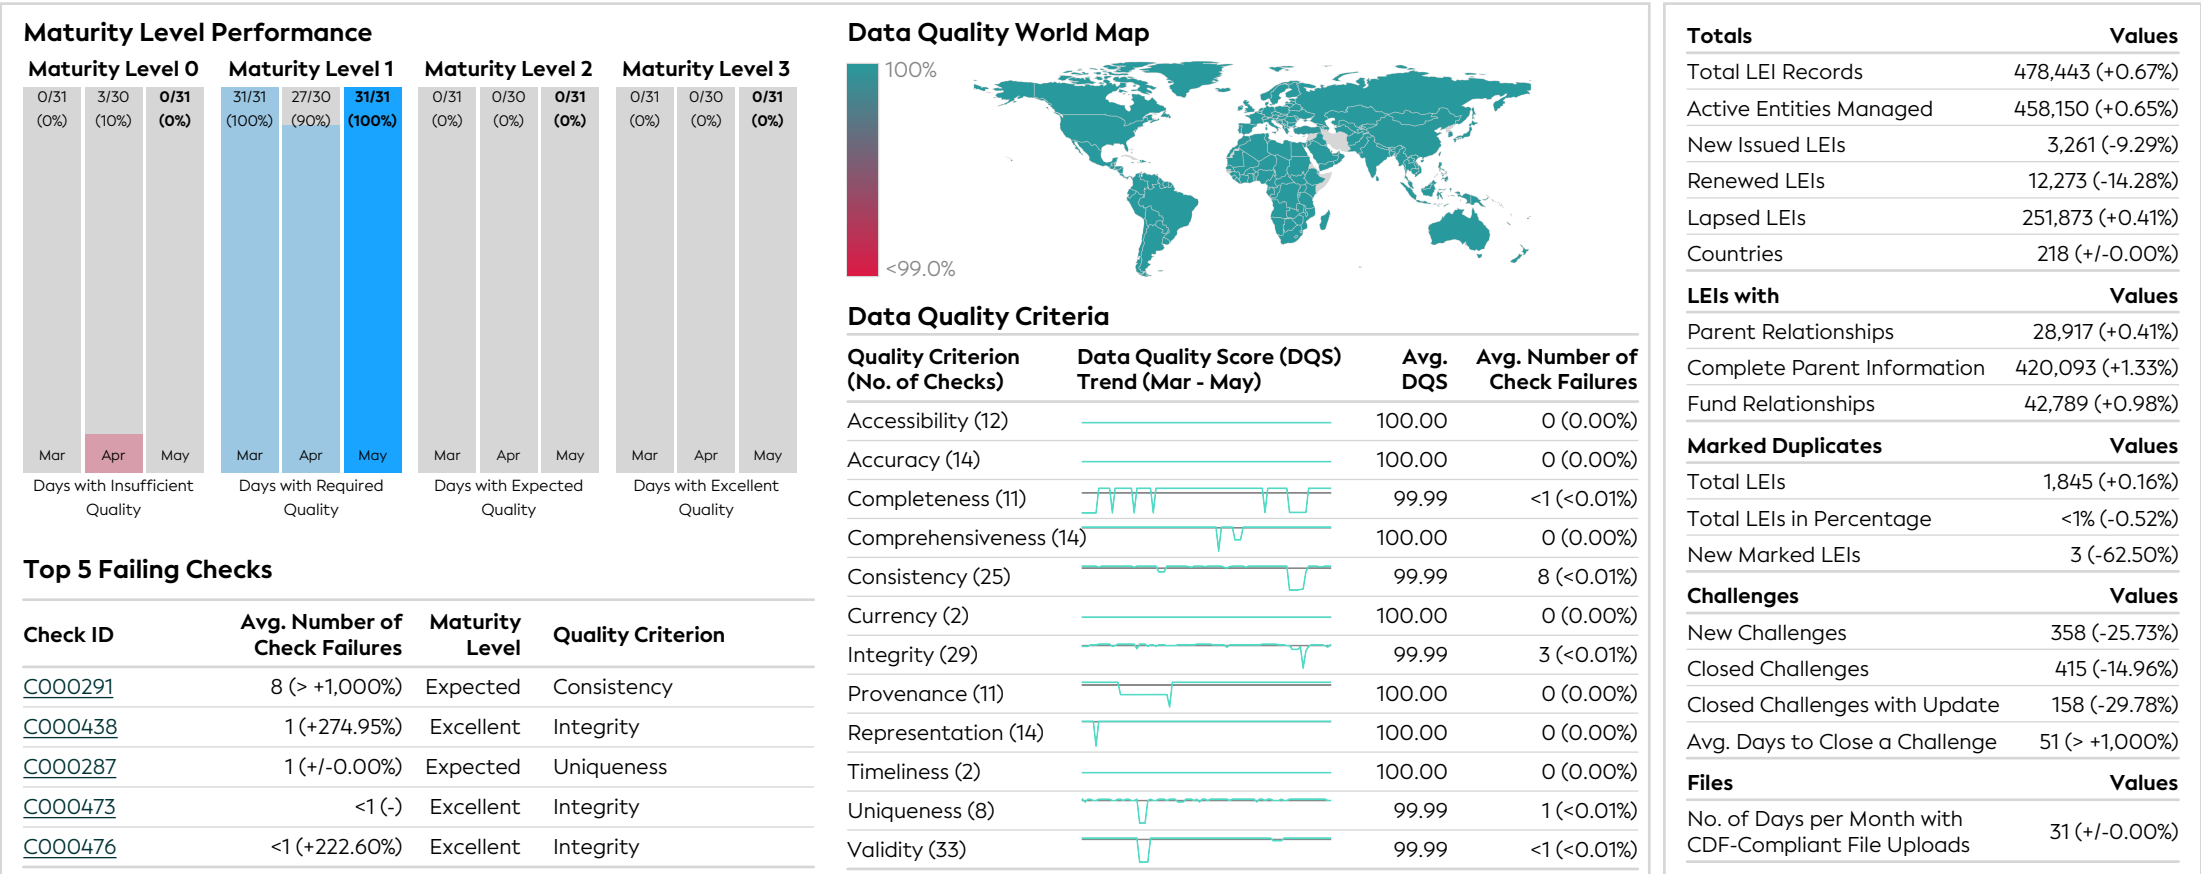 Maturity Level Performance
Maturity Level 0 Maturity Level 1 Maturity Level 2 Maturity Level 3
0/31 3/30 0/31 31/31 27/30 31/31 0/31 0/30 0/31 0/31 0/30 0/31
(0%) (10%) (0%) (100%) (90%) (100%) (0%) (0%) (0%) (0%) (0%) (0%)
Mar Apr May Mar Apr May Mar Apr May Mar Apr May
Days with Insufficient Days with Required Days with Expected Days with Excellent
Quality Quality Quality Quality
Top 5 Failing Checks
Check ID Avg. Number of Check Failures Maturity Level Quality Criterion
C000291 8 (> +1,000%) Expected Consistency
C000438 1 (+274.95%) Excellent Integrity
C000287 1 (+/-0.00%) Expected Uniqueness
C000473 <1 (-) Excellent Integrity
C000476 <1 (+222.60%) Excellent Integrity
Data Quality World Map
100%
<99.0%
Data Quality Criteria
Quality Criterion Data Quality Score (DQS) Avg. Avg. Number of
(No. of Checks) Trend (Mar - May) DQS Check Failures
Accessibility (12) 100.00 0 (0.00%)
Accuracy (14) 100.00 0 (0.00%)
Completeness (11) 99.99 <1 (<0.01%)
Comprehensiveness (14) 100.00 0 (0.00%)
Consistency (25) 99.99 8 (<0.01%)
Currency (2) 100.00 0 (0.00%)
Integrity (29) 99.99 3 (<0.01%)
Provenance (11) 100.00 0 (0.00%)
Representation (14) 100.00 0 (0.00%)
Timeliness (2) 100.00 0 (0.00%)
Uniqueness (8) 99.99 1 (<0.01%)
Validity (33) 99.99 <1 (<0.01%)
Totals Values
Total LEI Records 478,443 (+0.67%)
Active Entities Managed 458,150 (+0.65%)
New Issued LEIs 3,261 (-9.29%)
Renewed LEIs 12,273 (-14.28%)
Lapsed LEIs 251,873 (+0.41%)
Countries 218 (+/-0.00%)
LEIs with Values
Parent Relationships 28,917 (+0.41%)
Complete Parent Information 420,093 (+1.33%)
Fund Relationships 42,789 (+0.98%)
Marked Duplicates Values
Total LEIs 1,845 (+0.16%)
Total LEIs in Percentage <1% (-0.52%)
New Marked LEIs 3 (-62.50%)
Challenges Values
New Challenges 358 (-25.73%)
Closed Challenges 415 (-14.96%)
Closed Challenges with Update 158 (-29.78%)
Avg. Days to Close a Challenge 51 (> +1,000%)
Files Values
No. of Days per Month with
CDF-Compliant File Uploads 31 (+/-0.00%)